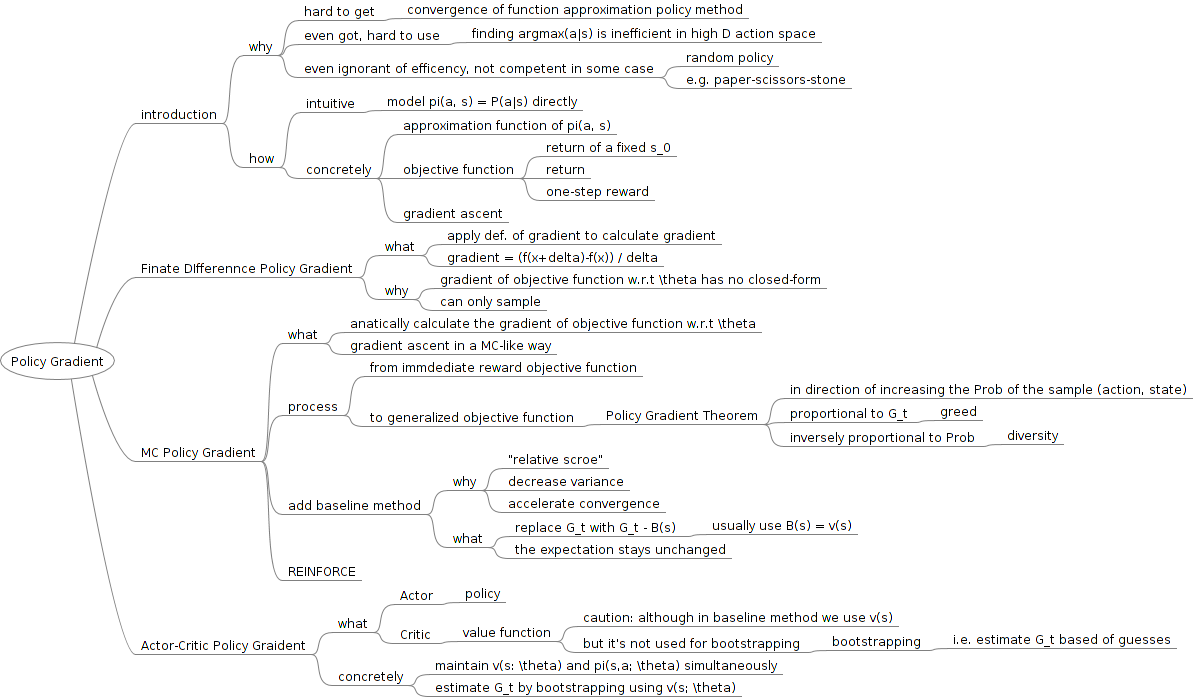 Policy Gradient
introduction
why
hard to get
convergence of function approximation policy method
even got, hard to use
finding argmax(a|s) is inefficient in high D action space
even ignorant of efficency, not competent in some case
random policy
e.g. paper-scissors-stone
how
intuitive
model pi(a, s) = P(a|s) directly
concretely
approximation function of pi(a, s)
objective function
return of a fixed s_0
return
one-step reward
gradient ascent
Finate DIfferennce Policy Gradient
what
apply def. of gradient to calculate gradient
gradient = (f(x+delta)-f(x)) / delta
why
gradient of objective function w.r.t \theta has no closed-form
can only sample
MC Policy Gradient
what
anatically calculate the gradient of objective function w.r.t \theta
gradient ascent in a MC-like way
process
from immdediate reward objective function
to generalized objective function
Policy Gradient Theorem
in direction of increasing the Prob of the sample (action, state)
proportional to G_t
greed
inversely proportional to Prob
diversity
add baseline method
why
"relative scroe"
decrease variance
accelerate convergence
what
replace G_t with G_t - B(s)
usually use B(s) = v(s)
the expectation stays unchanged
REINFORCE
Actor-Critic Policy Graident
what
Actor
policy
Critic
value function
caution: although in baseline method we use v(s)
but it's not used for bootstrapping
bootstrapping
i.e. estimate G_t based of guesses
concretely
maintain v(s: \theta) and pi(s,a; \theta) simultaneously
estimate G_t by bootstrapping using v(s; \theta)